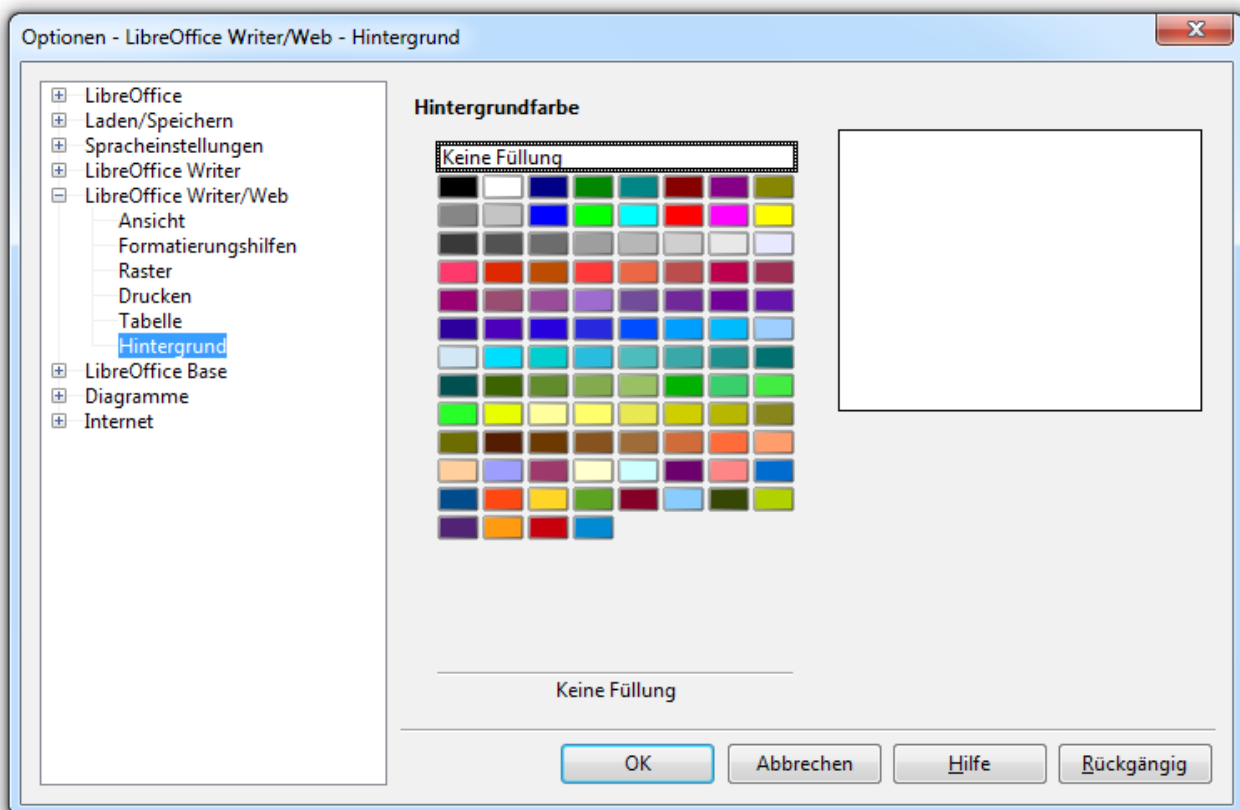 Optionen - LibreOffice Writer/Web - Hintergrund
LibreOffice
Laden/Speichern
Spracheinstellungen
LibreOffice Writer
LibreOffice Writer/Web
Ansicht
Formatierungshilfen
Raster
Drucken
Tabelle
Hintergrund
LibreOffice Base
Diagramme
Internet
Hintergrundfarbe
Keine Füllung
Keine Füllung
OK
Abbrechen
Hilfe
Rückgängig